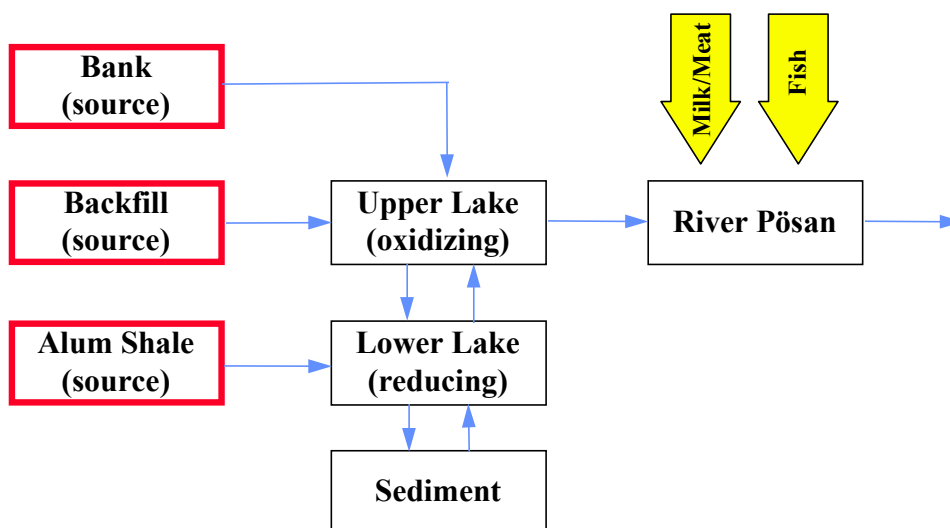 Bank
(source)
Milk/Meat
Fish
Backfill
(source)
Upper Lake
(oxidizing)
River Pösan
Alum Shale
(source)
Lower Lake
(reducing)
Sediment